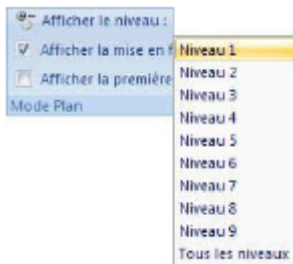 Afficher le niveau :
Afficher la mise en f
Afficher la première
Mode Plan
Niveau 1
Niveau 2
Niveau 3
Niveau 4
Niveau 5
Niveau 6
Niveau 7
Niveau 8
Niveau 9
Tous les niveaux